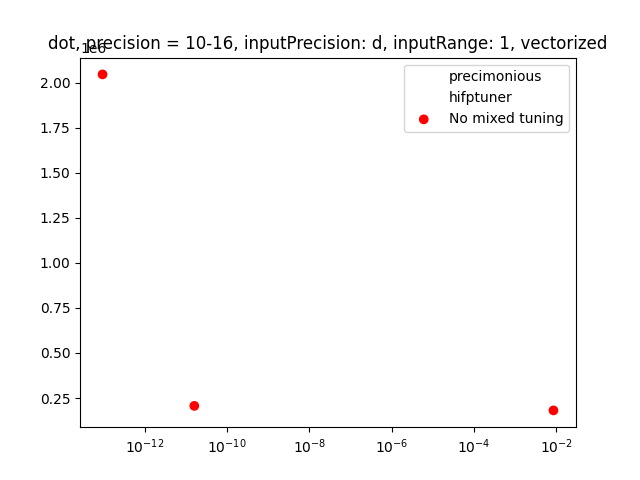 dot, precision = 10-16, inputPrecision: d, inputRange: 1, vectorized
1e6
precimonious
hifptuner
No mixed tuning
2.00
1.75
1.50
1.25
1.00
0.75
0.50
0.25
10⁻¹² 10⁻¹⁰ 10⁻⁸ 10⁻⁶ 10⁻⁴ 10⁻²